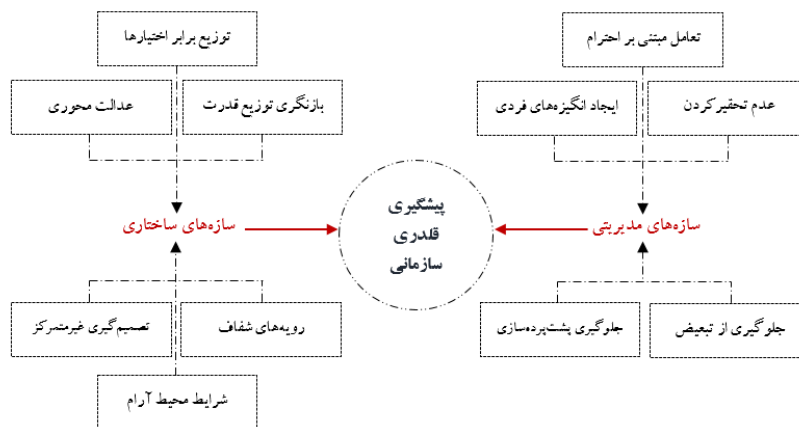 تعامل مبتنی بر احترام
توزیع برابر اختیارها
عدم تحقیرکردن
ایجاد انگیزه‌های فردی
بازنگری توزیع قدرت
عدالت محوری
پیشگیری
قلدری
سازمانی
سازه‌های مدیریتی
سازه‌های ساختاری
جلوگیری از تبعیض
جلوگیری پشت‌پرده‌سازی
رویه‌های شفاف
تصمیم‌گیری غیرمتمرکز
شرایط محیط آرام